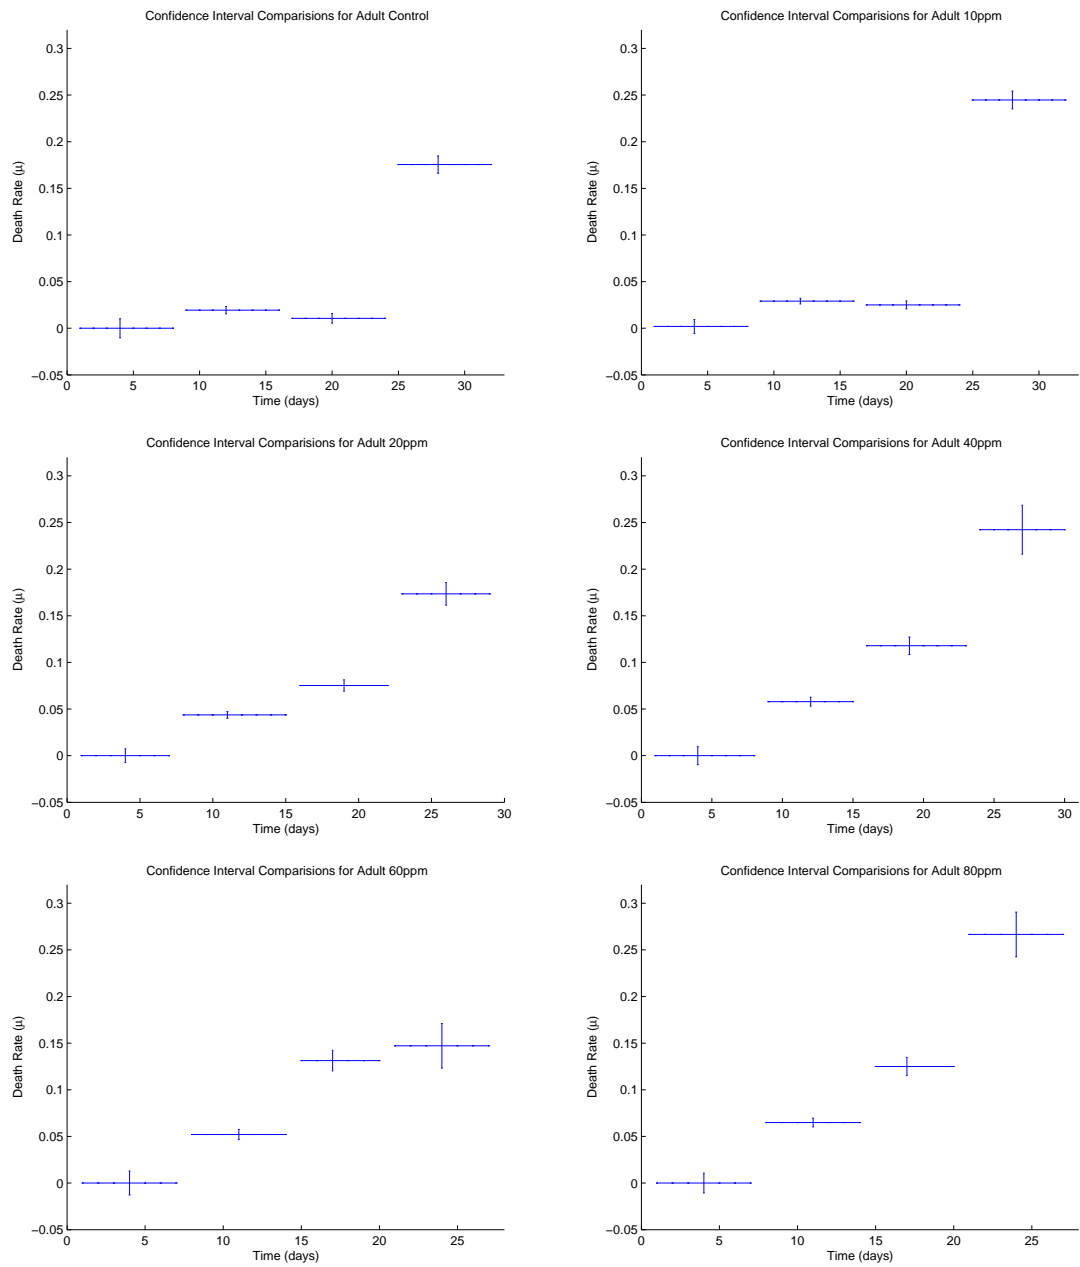 Confidence Interval Comparisions for Adult Control
0.3
0.25
0.2
0.15
0.1
0.05
0
−0.05
Death Rate (μ)
0 5 10 15 20 25 30
Time (days)
Confidence Interval Comparisions for Adult 10ppm
0.3
0.25
0.2
0.15
0.1
0.05
0
−0.05
Death Rate (μ)
0 5 10 15 20 25 30
Time (days)
Confidence Interval Comparisions for Adult 20ppm
0.3
0.25
0.2
0.15
0.1
0.05
0
−0.05
Death Rate (μ)
0 5 10 15 20 25 30
Time (days)
Confidence Interval Comparisions for Adult 40ppm
0.3
0.25
0.2
0.15
0.1
0.05
0
−0.05
Death Rate (μ)
0 5 10 15 20 25 30
Time (days)
Confidence Interval Comparisions for Adult 60ppm
0.3
0.25
0.2
0.15
0.1
0.05
0
−0.05
Death Rate (μ)
0 5 10 15 20 25
Time (days)
Confidence Interval Comparisions for Adult 80ppm
0.3
0.25
0.2
0.15
0.1
0.05
0
−0.05
Death Rate (μ)
0 5 10 15 20 25
Time (days)